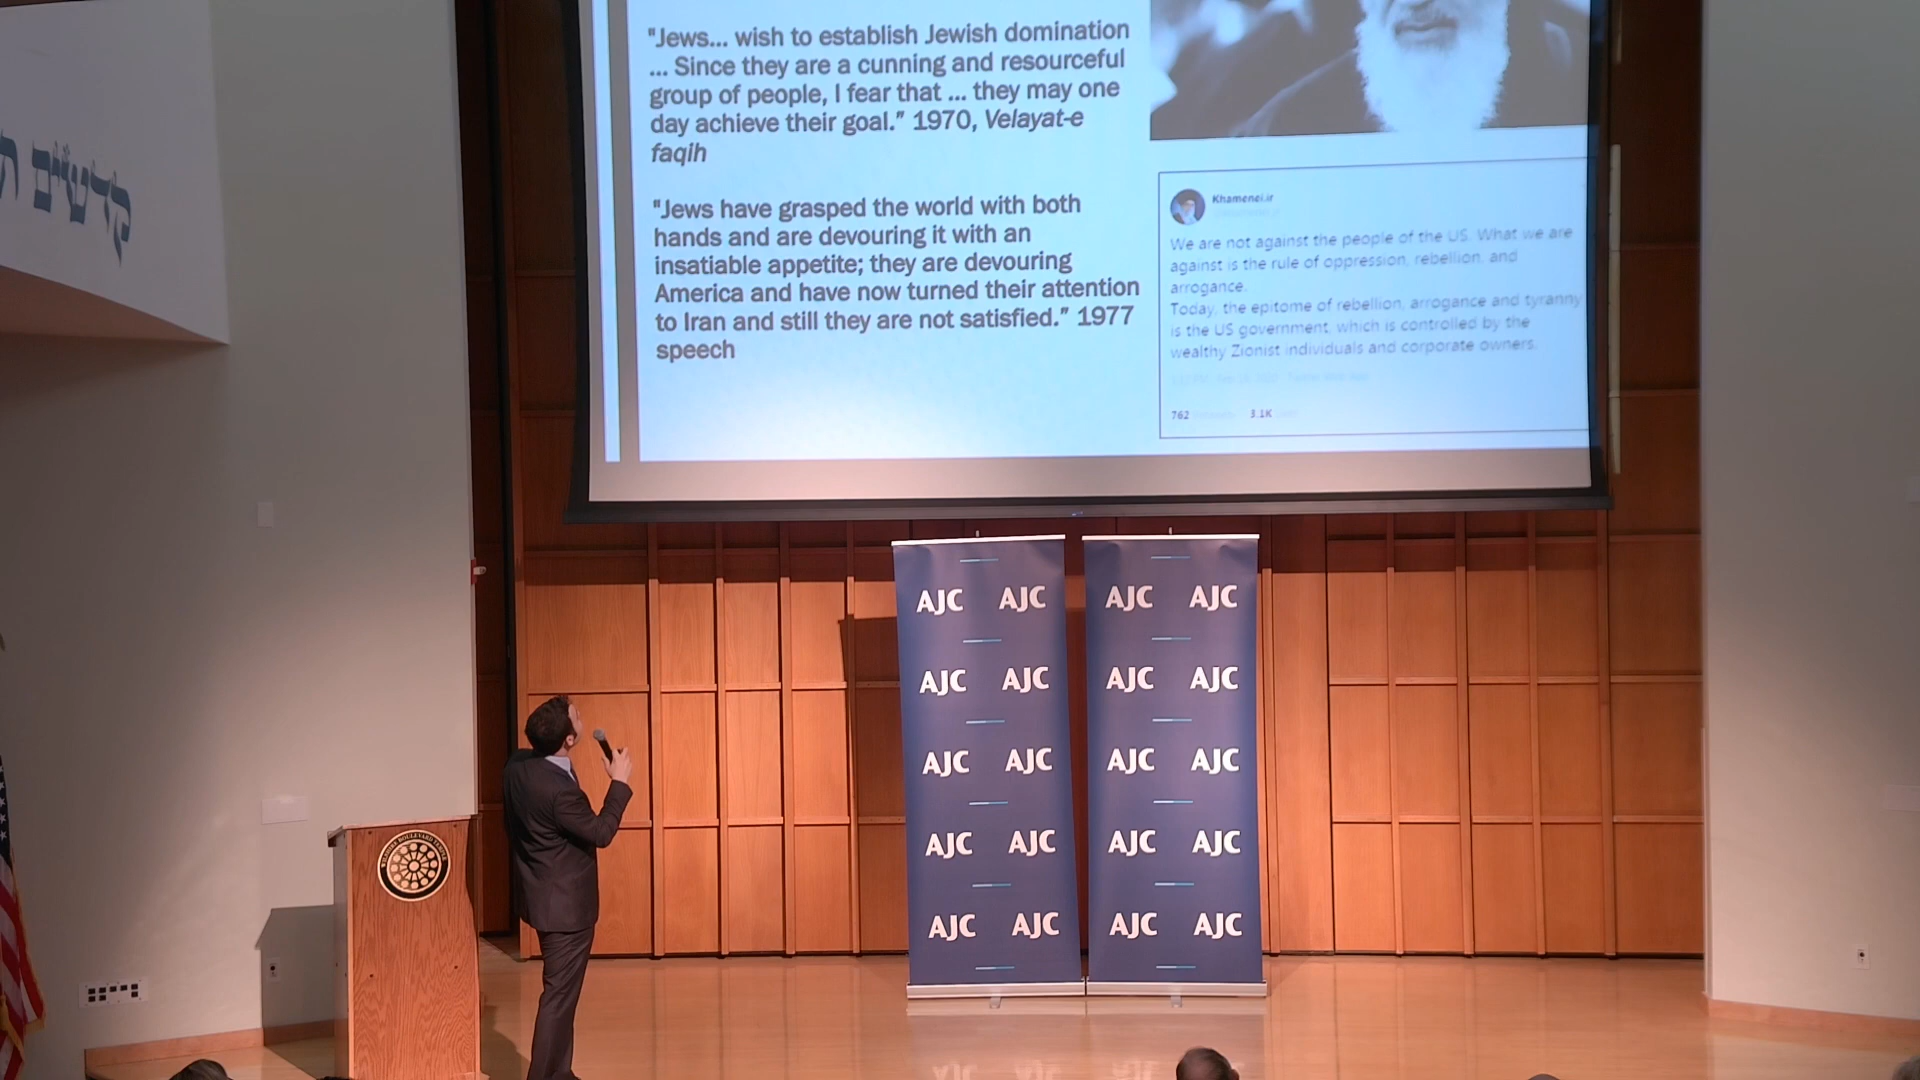 "Jews... wish to establish Jewish domination
... Since they are a cunning and resourceful
group of people, I fear that ... they may one
day achieve their goal." 1970, Velayat-e
faqih
"Jews have grasped the world with both
hands and are devouring it with an
insatiable appetite; they are devouring
America and have now turned their attention
to Iran and still they are not satisfied." 1977
speech
Khamenei.ir
We are not against the people of the US. What we are
against is the rule of oppression, rebellion, and
arrogance.
Today, the epitome of rebellion, arrogance and tyranny
is the US government, which is controlled by the
wealthy Zionist individuals and corporate owners.
762 3.1K
קדשים ת
AJC AJC AJC AJC
AJC AJC AJC AJC
AJC AJC AJC AJC
AJC AJC AJC AJC
AJC AJC AJC AJC
WILSHIRE BOULEVARD TEMPLE